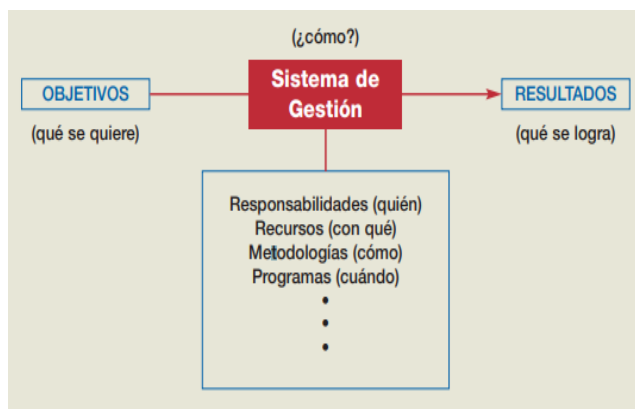 (¿cómo?)
Sistema de
Gestión
OBJETIVOS
(qué se quiere)
RESULTADOS
(qué se logra)
Responsabilidades (quién)
Recursos (con qué)
Metodologías (cómo)
Programas (cuándo)
•
•
•